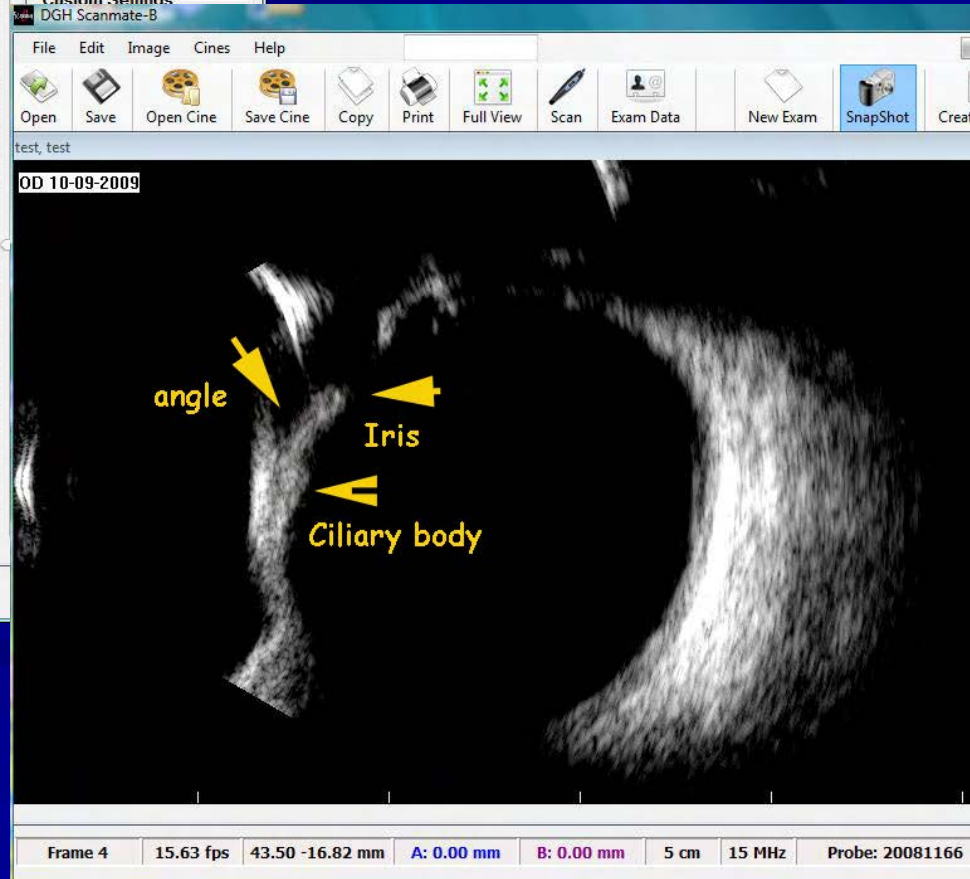 Custom Settings
DGH Scanmate-B
File Edit Image Cines Help
Open Save Open Cine Save Cine Copy Print Full View Scan Exam Data New Exam SnapShot
test, test
OD 10-09-2009
angle
Iris
Ciliary body
Frame 4 15.63 fps 43.50 -16.82 mm A: 0.00 mm B: 0.00 mm 5 cm 15 MHz Probe: 20081166